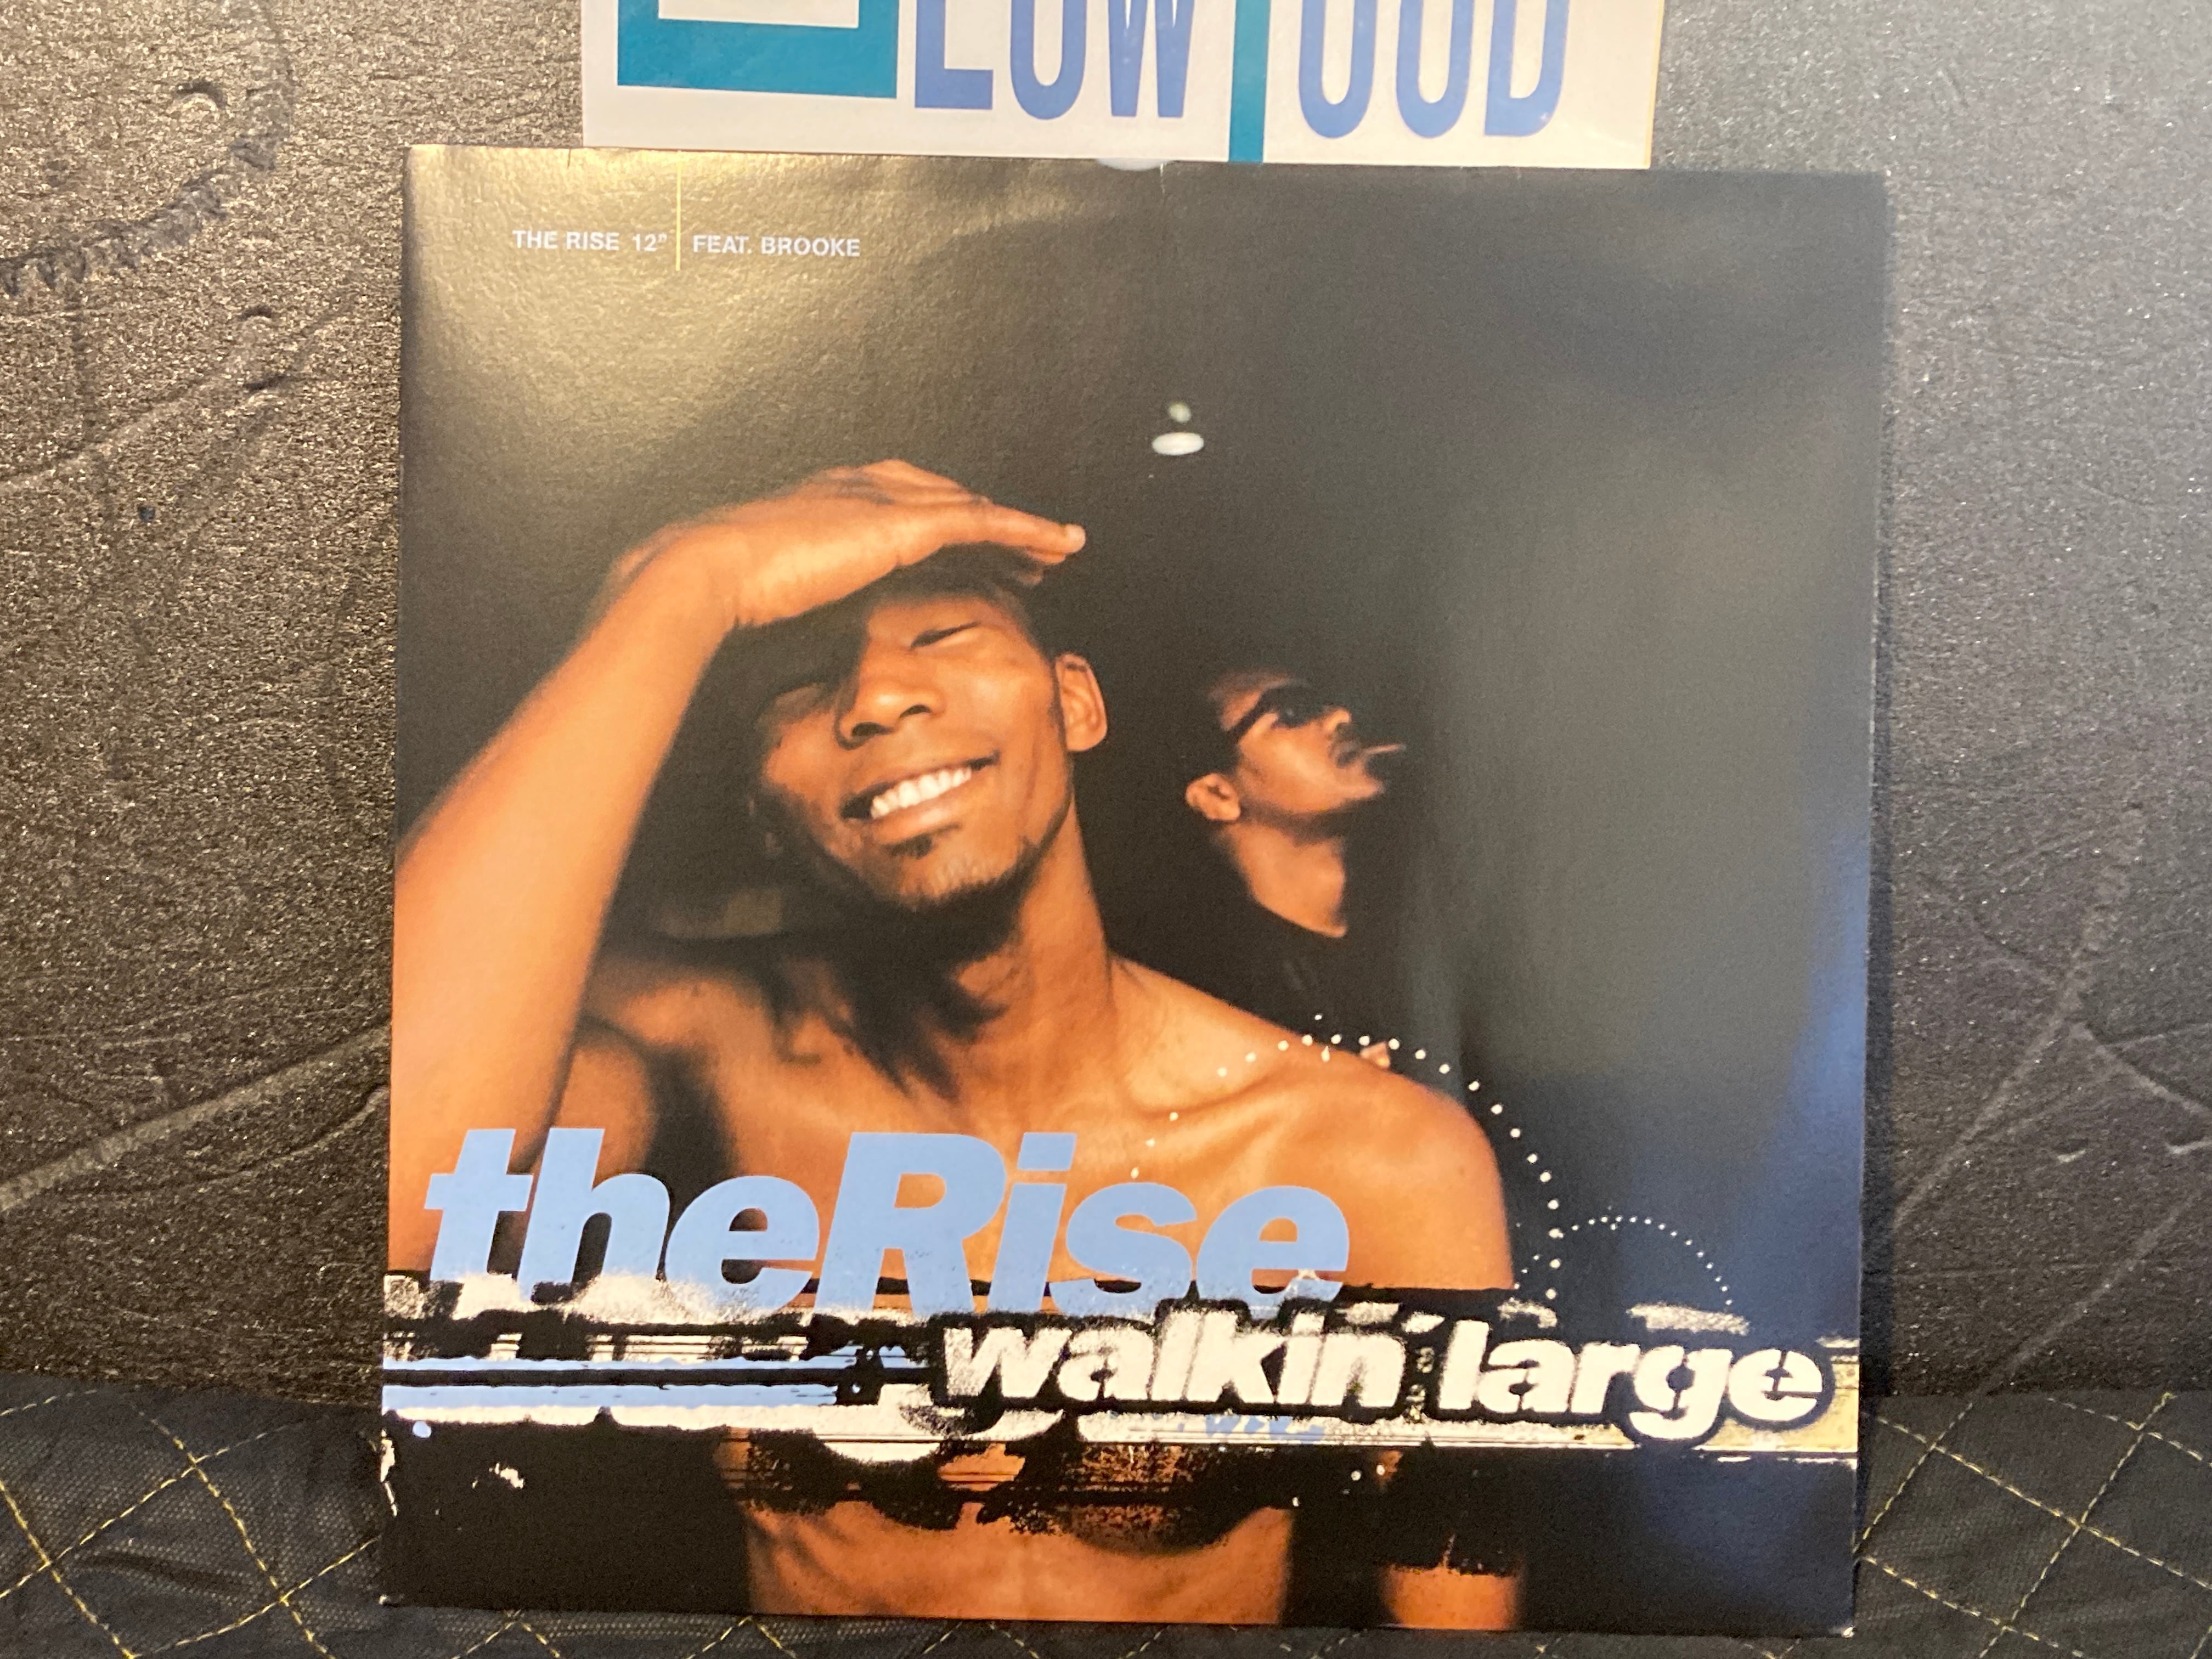 THE RISE 12" FEAT. BROOKE
theRise
walkin' large